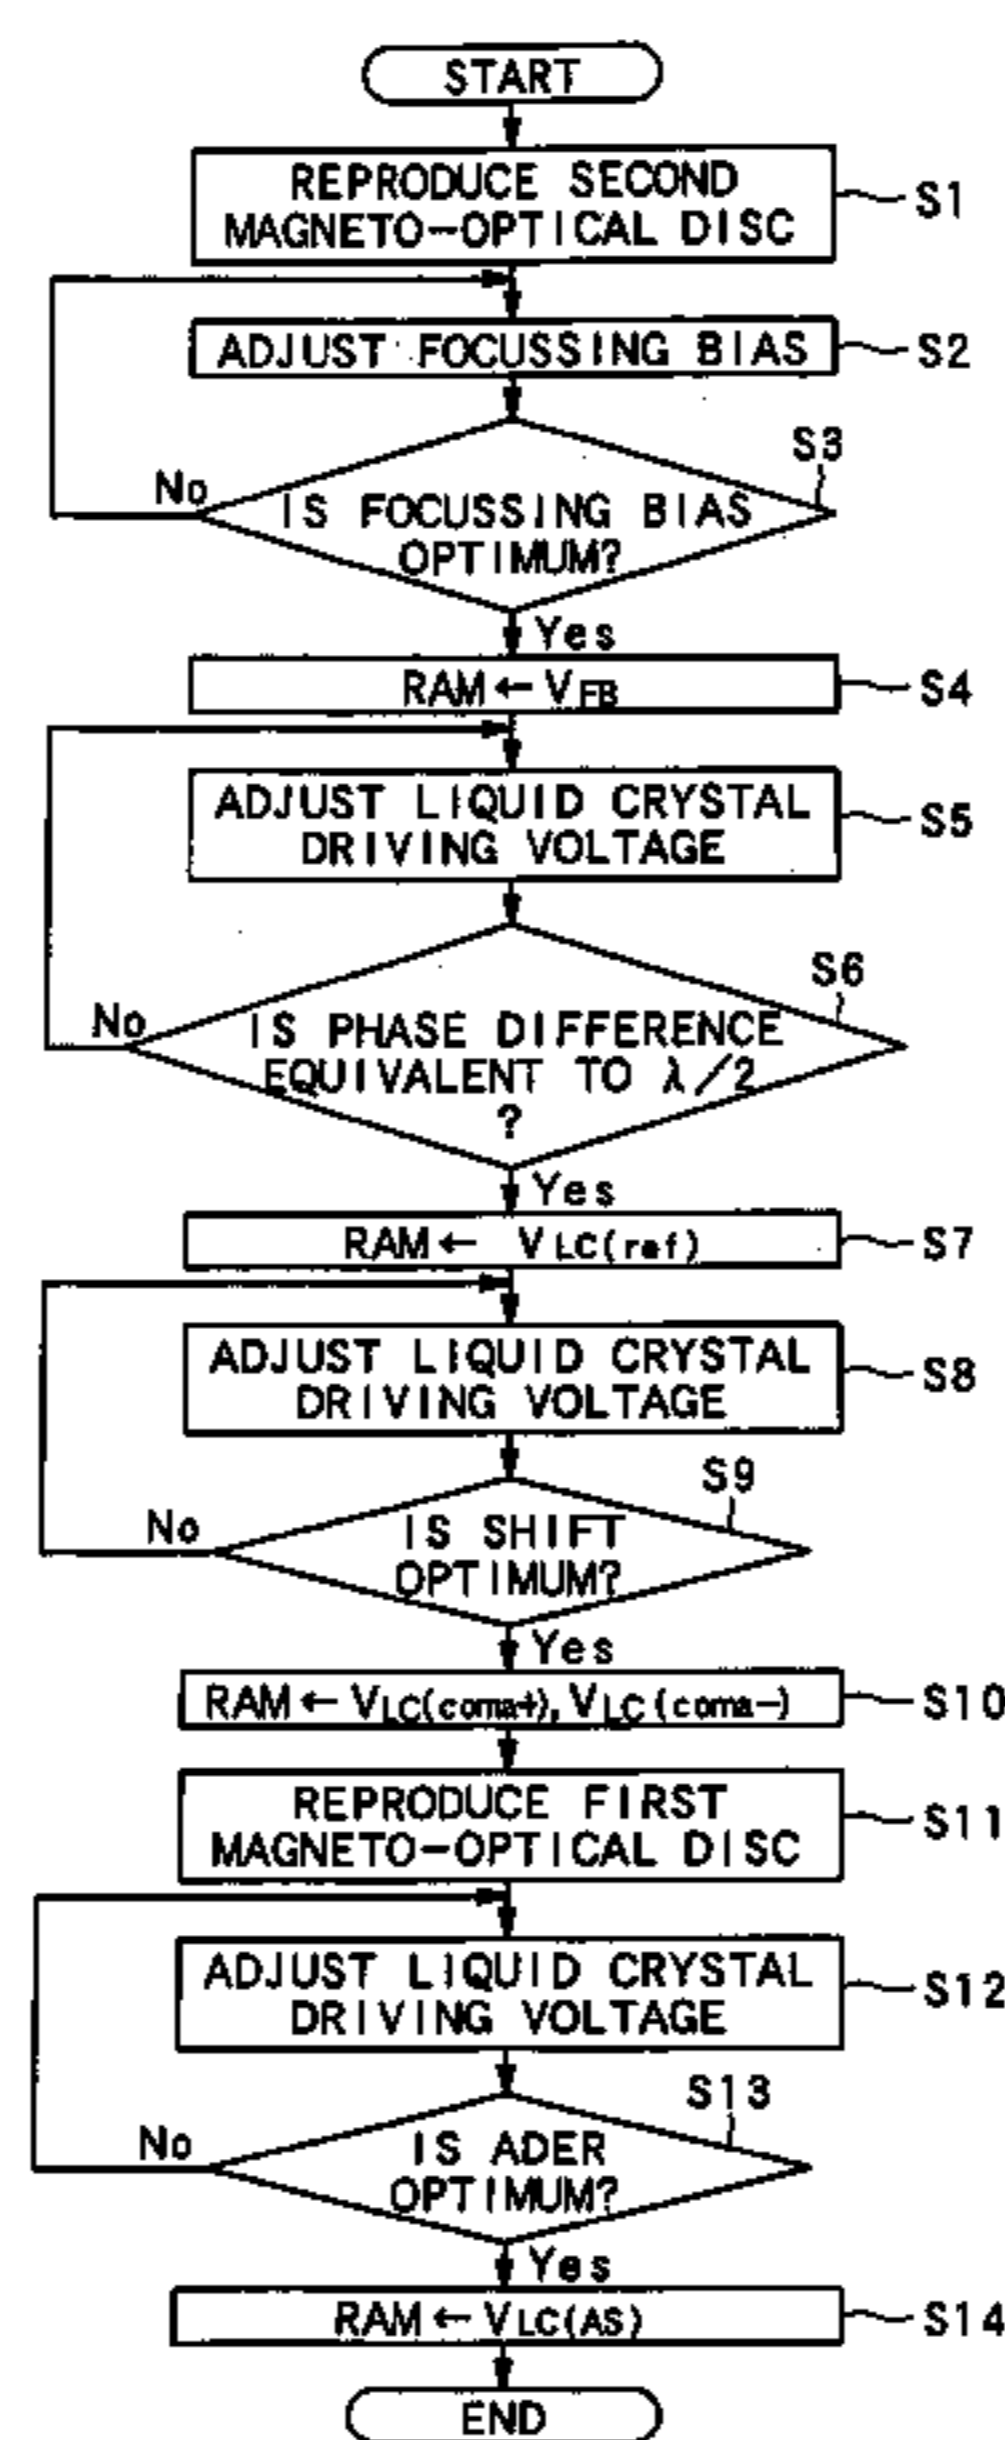 START
REPRODUCE SECOND
MAGNETO-OPTICAL DISC
S1
ADJUST FOCUSSING BIAS
S2
S3
No
IS FOCUSSING BIAS
OPTIMUM?
Yes
RAM←VFB
S4
ADJUST LIQUID CRYSTAL
DRIVING VOLTAGE
S5
S6
No
IS PHASE DIFFERENCE
EQUIVALENT TO λ/2
?
Yes
RAM← VLC(ref)
S7
ADJUST LIQUID CRYSTAL
DRIVING VOLTAGE
S8
S9
No
IS SHIFT
OPTIMUM?
Yes
RAM←VLC(coma+), VLC(coma-)
S10
REPRODUCE FIRST
MAGNETO-OPTICAL DISC
S11
ADJUST LIQUID CRYSTAL
DRIVING VOLTAGE
S12
S13
No
IS ADER
OPTIMUM?
Yes
RAM←VLC(AS)
S14
END